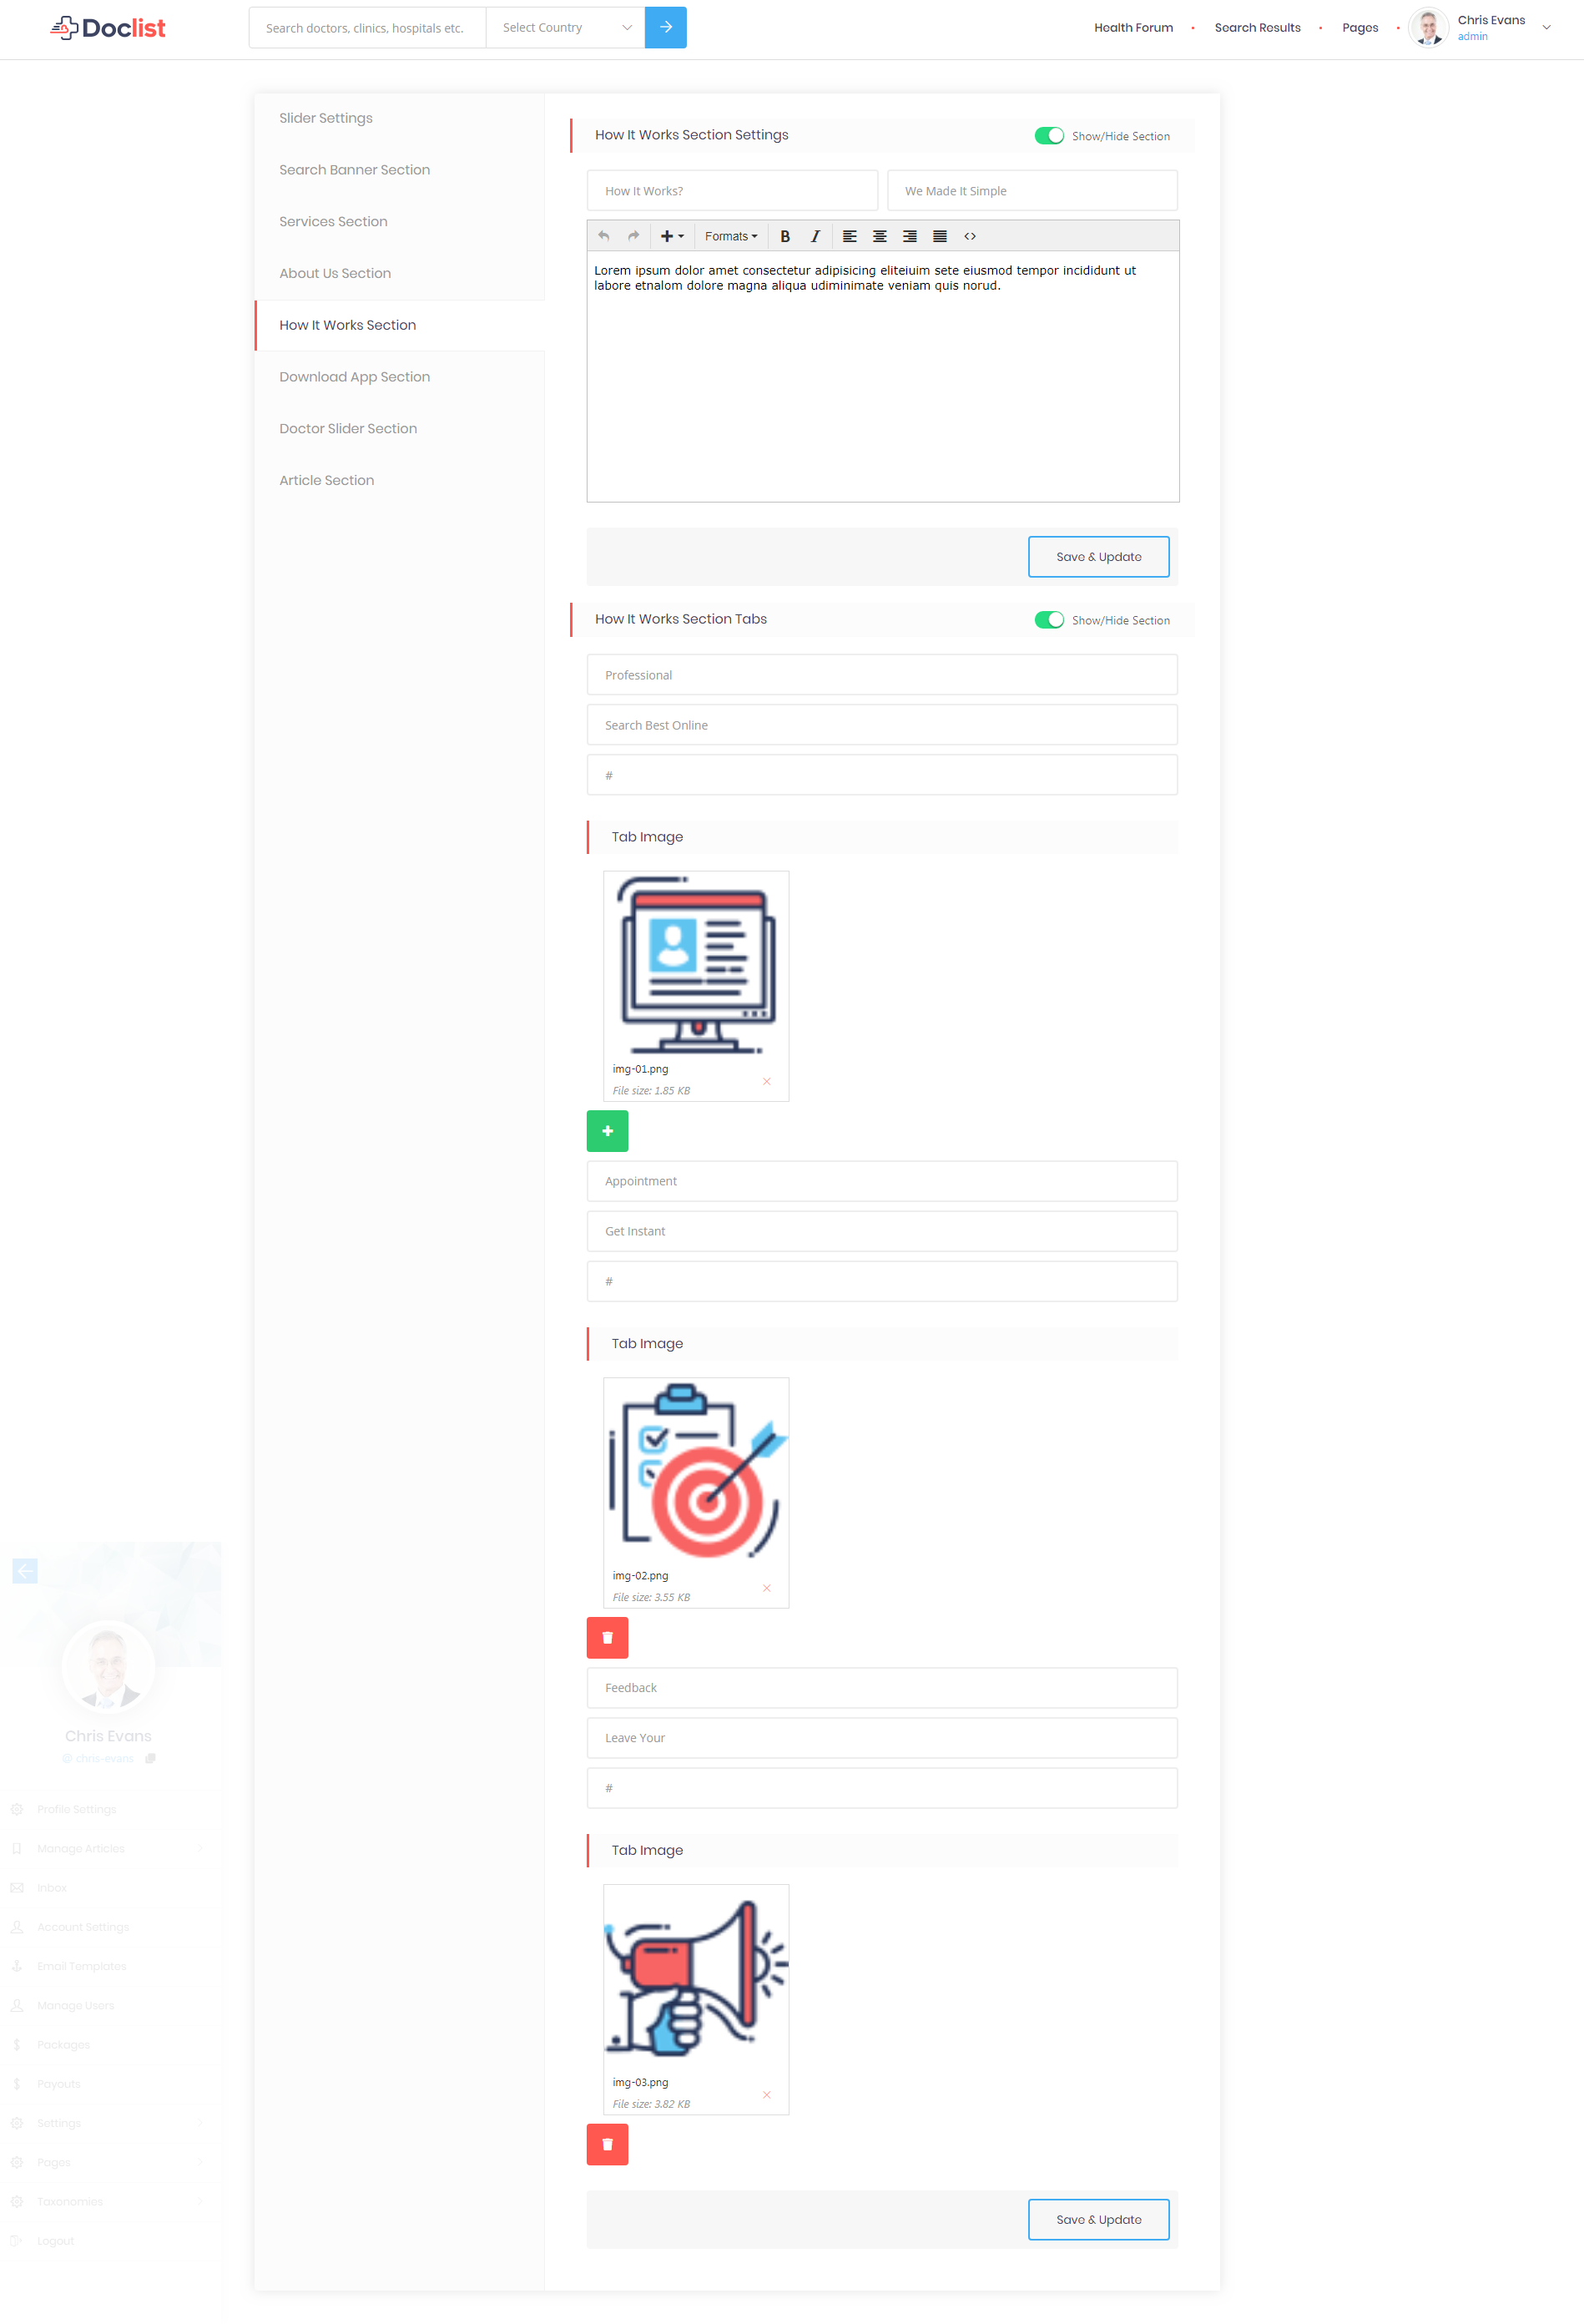 Doclist
Search doctors, clinics, hospitals etc.
Select Country
Health Forum
Search Results
Pages
Chris Evans
admin
Slider Settings
Search Banner Section
Services Section
About Us Section
How It Works Section
Download App Section
Doctor Slider Section
Article Section
How It Works Section Settings
Show/Hide Section
How It Works?
We Made It Simple
Formats
B I
Lorem ipsum dolor amet consectetur adipisicing eliteiuim sete eiusmod tempor incididunt ut
labore etnalom dolore magna aliqua udiminimate veniam quis norud.
Save & Update
How It Works Section Tabs
Show/Hide Section
Professional
Search Best Online
#
Tab Image
img-01.png
File size: 1.85 KB
Appointment
Get Instant
#
Tab Image
img-02.png
File size: 3.55 KB
Feedback
Leave Your
#
Tab Image
img-03.png
File size: 3.82 KB
Save & Update
Chris Evans
@ chris-evans
Profile Settings
Manage Articles
Inbox
Account Settings
Email Templates
Manage Users
Packages
Payouts
Settings
Pages
Taxonomies
Logout